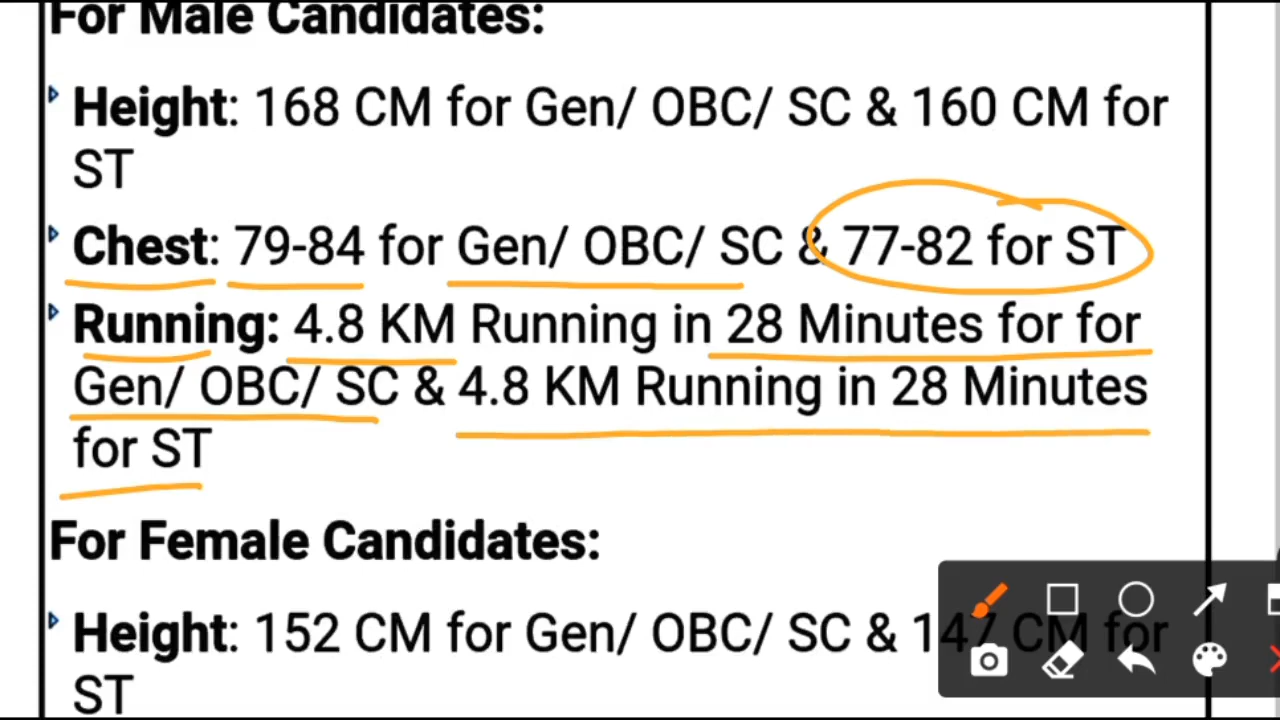 For Male Candidates:
Height: 168 CM for Gen/ OBC/ SC & 160 CM for
ST
Chest: 79-84 for Gen/ OBC/ SC & 77-82 for ST
Running: 4.8 KM Running in 28 Minutes for for
Gen/ OBC/ SC & 4.8 KM Running in 28 Minutes
for ST
For Female Candidates:
Height: 152 CM for Gen/ OBC/ SC & 147 CM for
ST